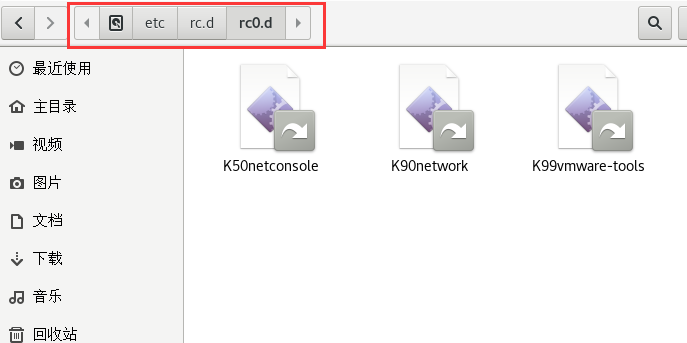 etc rc.d rc0.d
最近使用
主目录
视频
图片
文档
下载
音乐
回收站
K50netconsole K90network K99vmware-tools